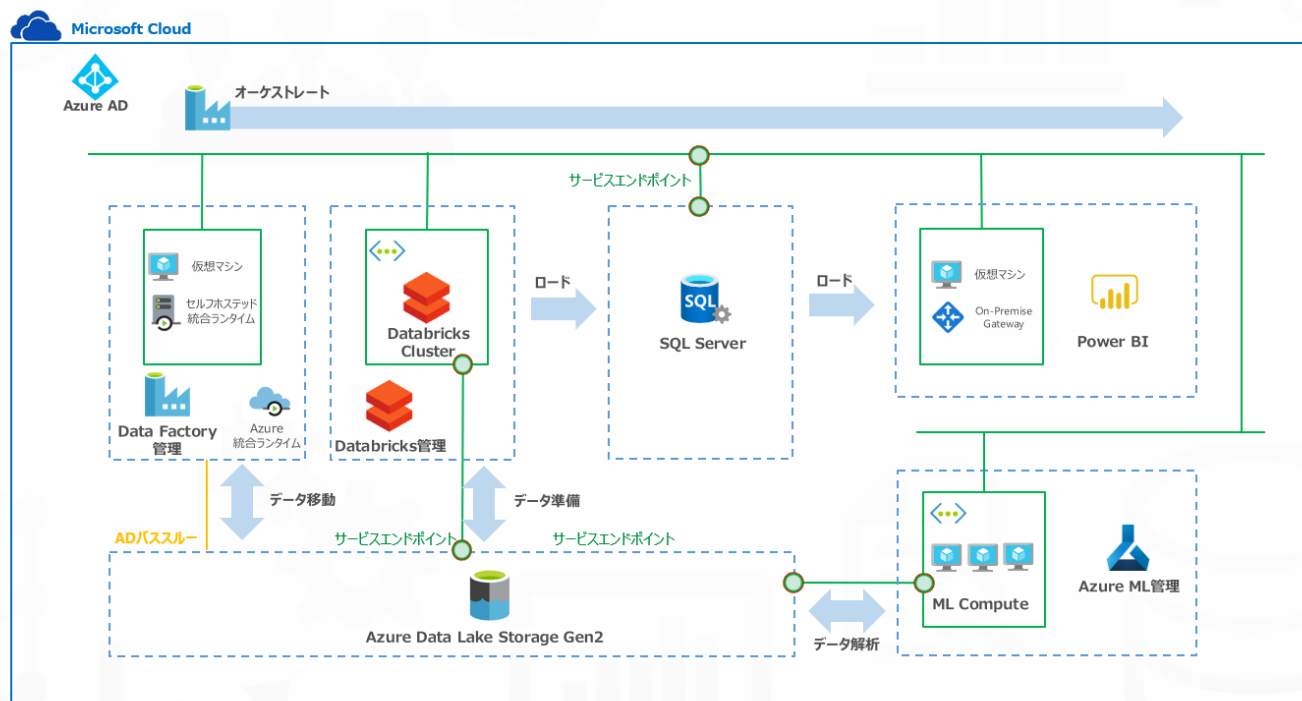 Microsoft Cloud
Azure AD
オーケストレート
サービスエンドポイント
仮想マシン
セルフホステッド
統合ランタイム
Data Factory
管理
Azure
統合ランタイム
Databricks
Cluster
Databricks管理
ロード
SQL
SQL Server
ロード
仮想マシン
On-Premise
Gateway
Power BI
ADパススルー
データ移動
サービスエンドポイント
データ準備
サービスエンドポイント
Azure Data Lake Storage Gen2
データ解析
ML Compute
Azure ML管理